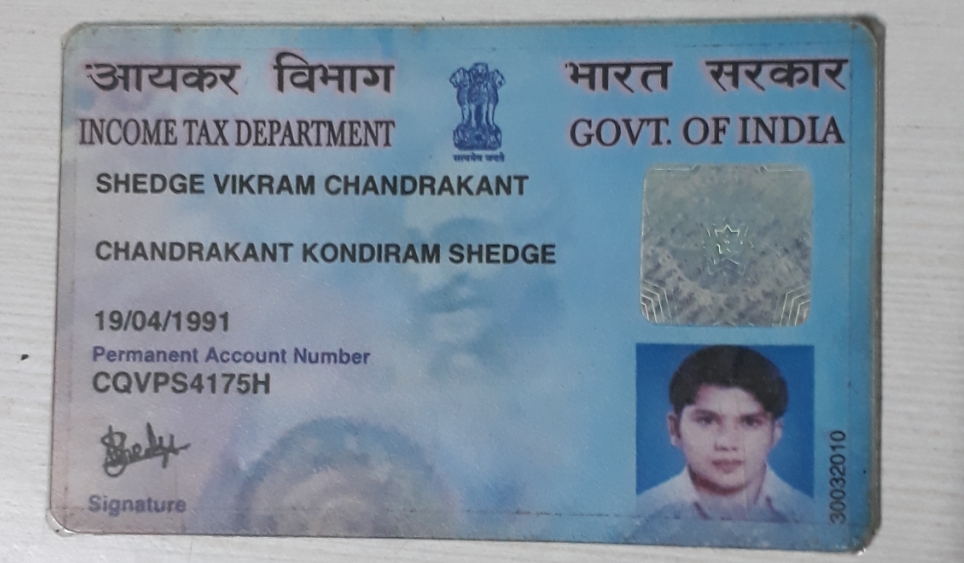 आयकर विभाग
भारत सरकार
INCOME TAX DEPARTMENT
GOVT. OF INDIA
सत्यमेव जयते
SHEDGE VIKRAM CHANDRAKANT
CHANDRAKANT KONDIRAM SHEDGE
19/04/1991
Permanent Account Number
CQVPS4175H
Shedge
Signature
30032010